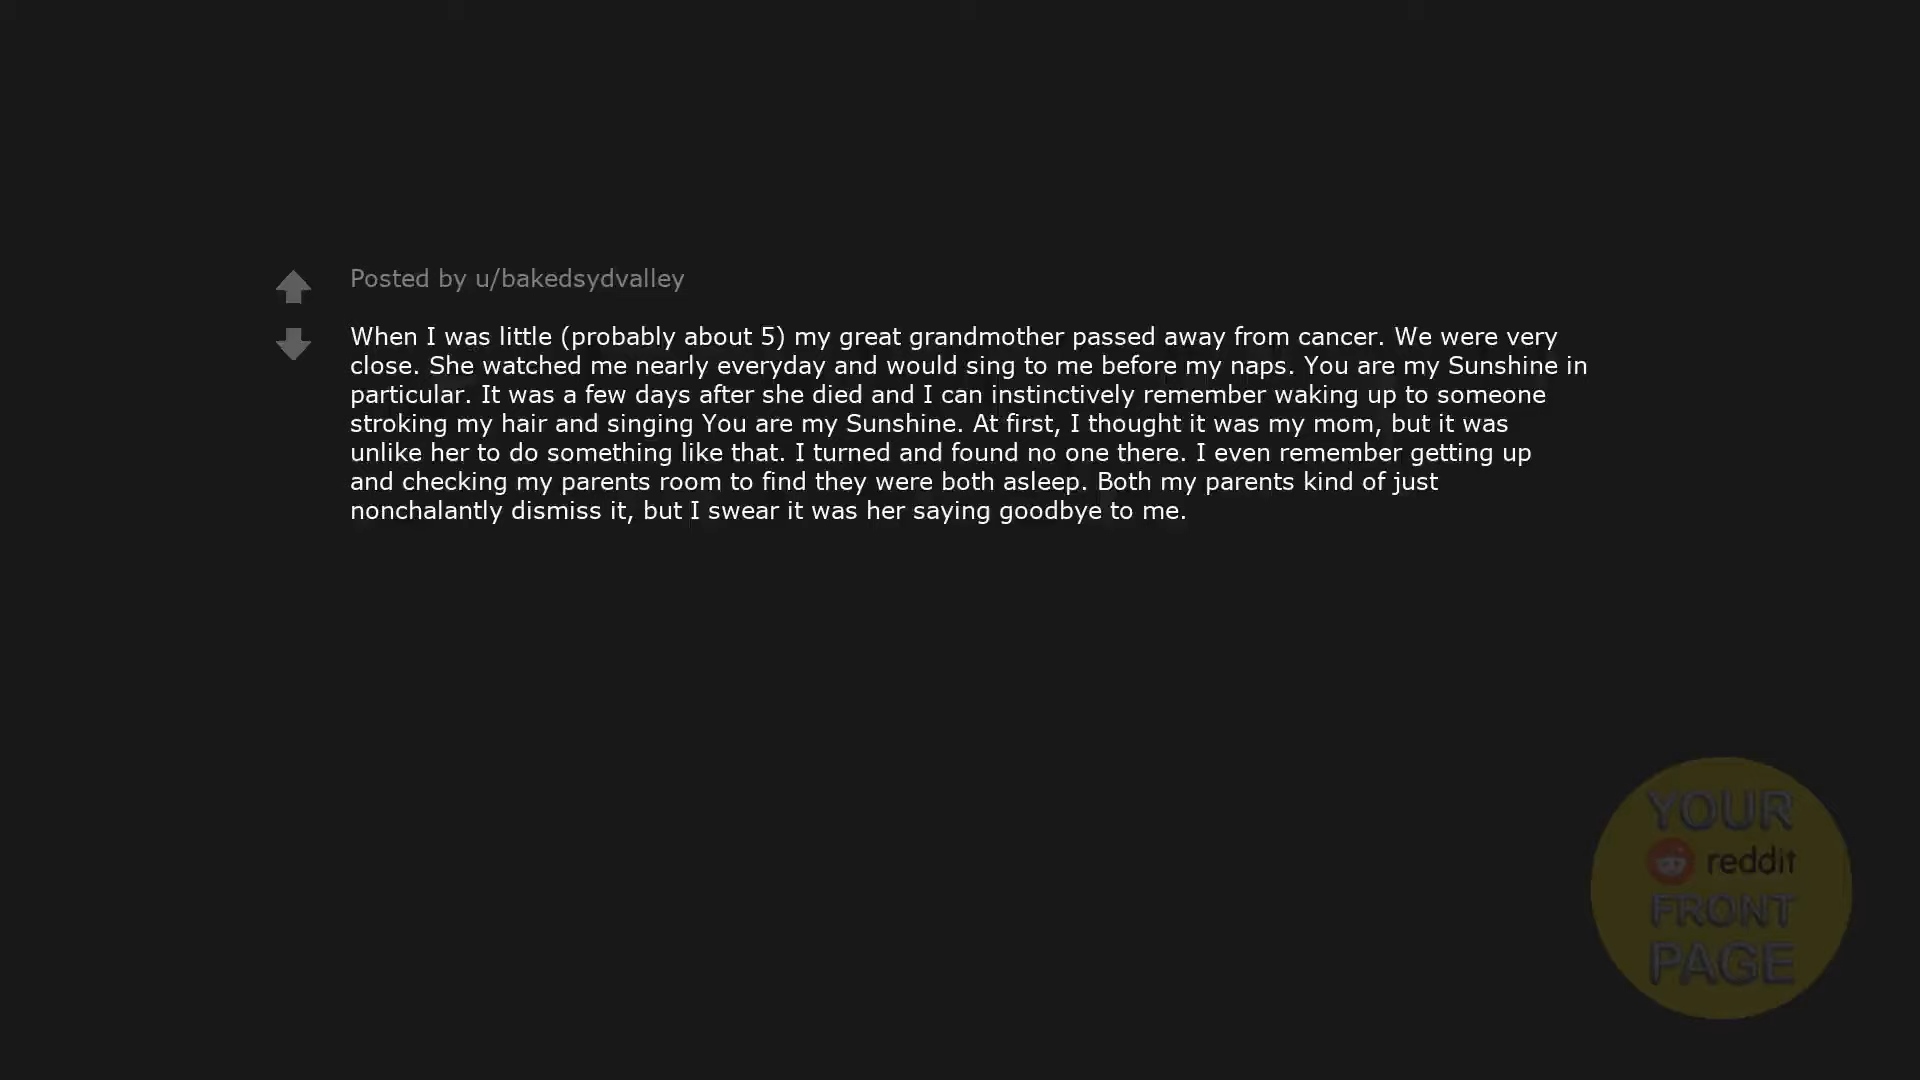 Posted by u/bakedsydvalley
When I was little (probably about 5) my great grandmother passed away from cancer. We were very
close. She watched me nearly everyday and would sing to me before my naps. You are my Sunshine in
particular. It was a few days after she died and I can instinctively remember waking up to someone
stroking my hair and singing You are my Sunshine. At first, I thought it was my mom, but it was
unlike her to do something like that. I turned and found no one there. I even remember getting up
and checking my parents room to find they were both asleep. Both my parents kind of just
nonchalantly dismiss it, but I swear it was her saying goodbye to me.
YOUR
reddit
FRONT
PAGE